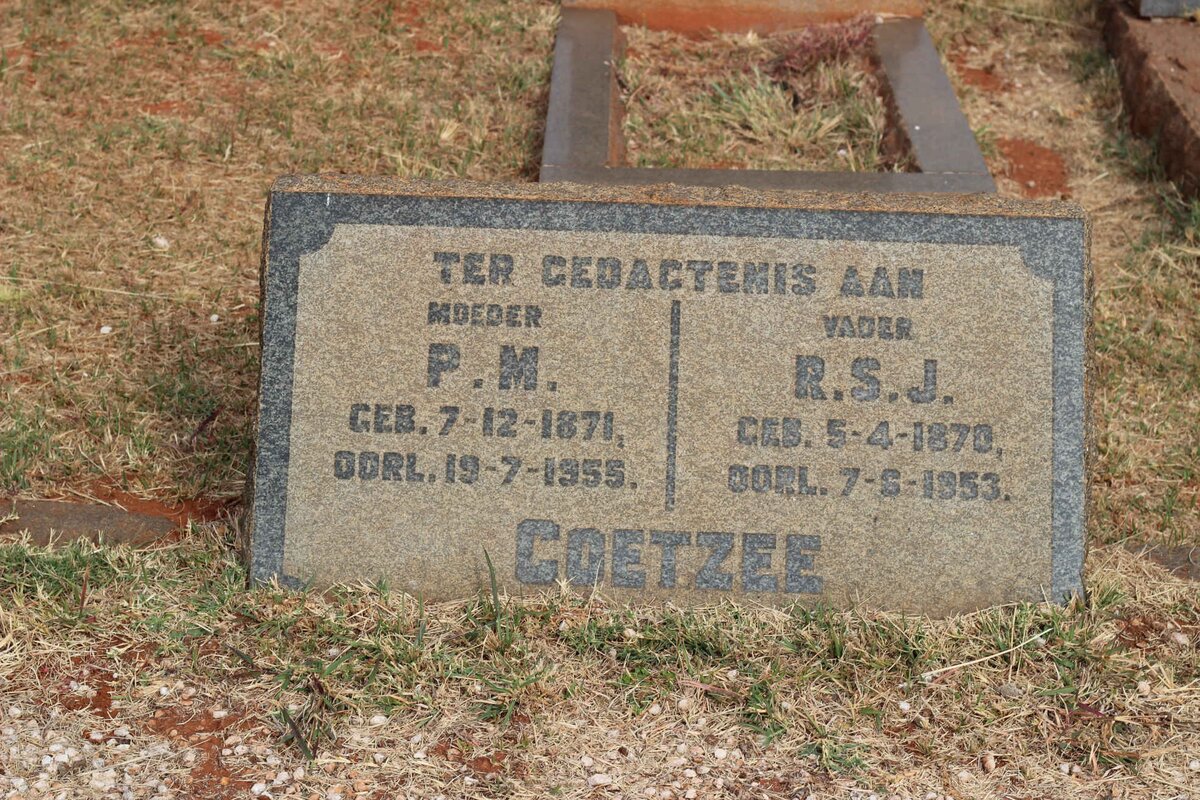 TER GEDAGTENIS AAN
MOEDER
P.M.
GEB. 7-12-1871,
OORL. 19-7-1955.
VADER
R.S.J.
GEB. 5-4-1870,
OORL. 7-6-1953.
COETZEE